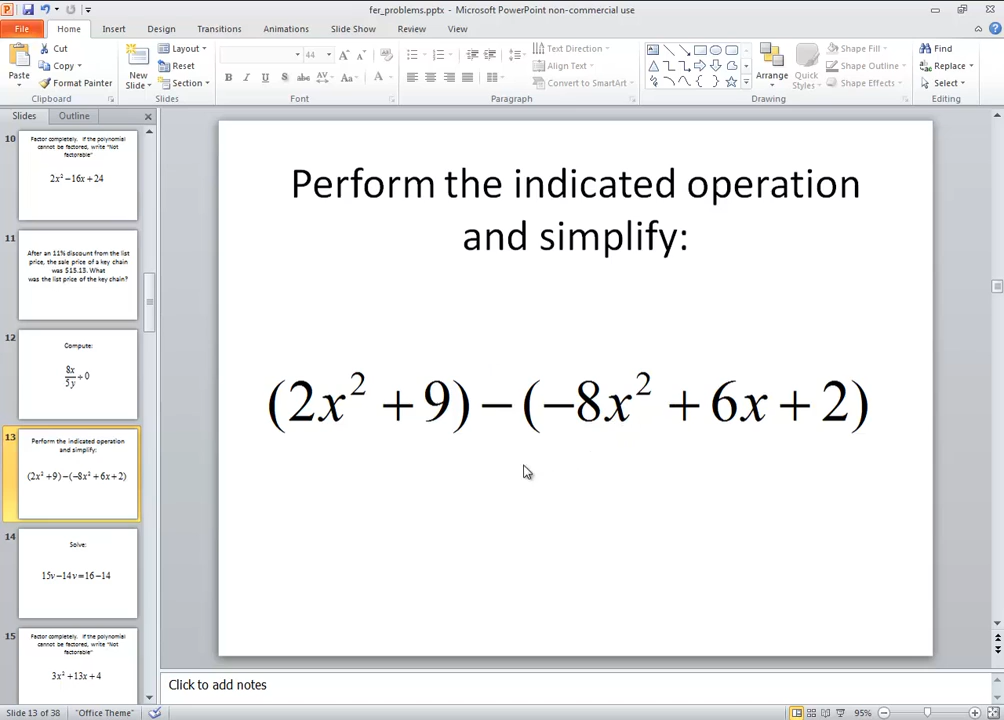 fer_problems.pptx - Microsoft PowerPoint non-commercial use
File Home Insert Design Transitions Animations Slide Show Review View
Cut
Copy
Format Painter
Paste
Clipboard
New
Slide
Layout
Reset
Section
Slides
44
B I U S abc AV Aa A
Font
Text Direction
Align Text
Convert to SmartArt
Paragraph
Arrange
Quick
Styles
Shape Fill
Shape Outline
Shape Effects
Drawing
Find
Replace
Select
Editing
Slides Outline
10
Factor completely. If the polynomial
cannot be factored, write "Not
factorable"
2x² −16x +24
11
After an 11% discount from the list
price, the sale price of a key chain
was $15.13. What
was the list price of the key chain?
12
Compute:
8x
5y ÷0
13
Perform the indicated operation
and simplify:
(2x² +9) −(−8x² +6x+2)
14
Solve:
15v−14v=16−14
15
Factor completely. If the polynomial
cannot be factored, write "Not
factorable"
3x² +13x +4
Perform the indicated operation
and simplify:
(2x² + 9) − (−8x² + 6x + 2)
Click to add notes
Slide 13 of 38 "Office Theme" 95%